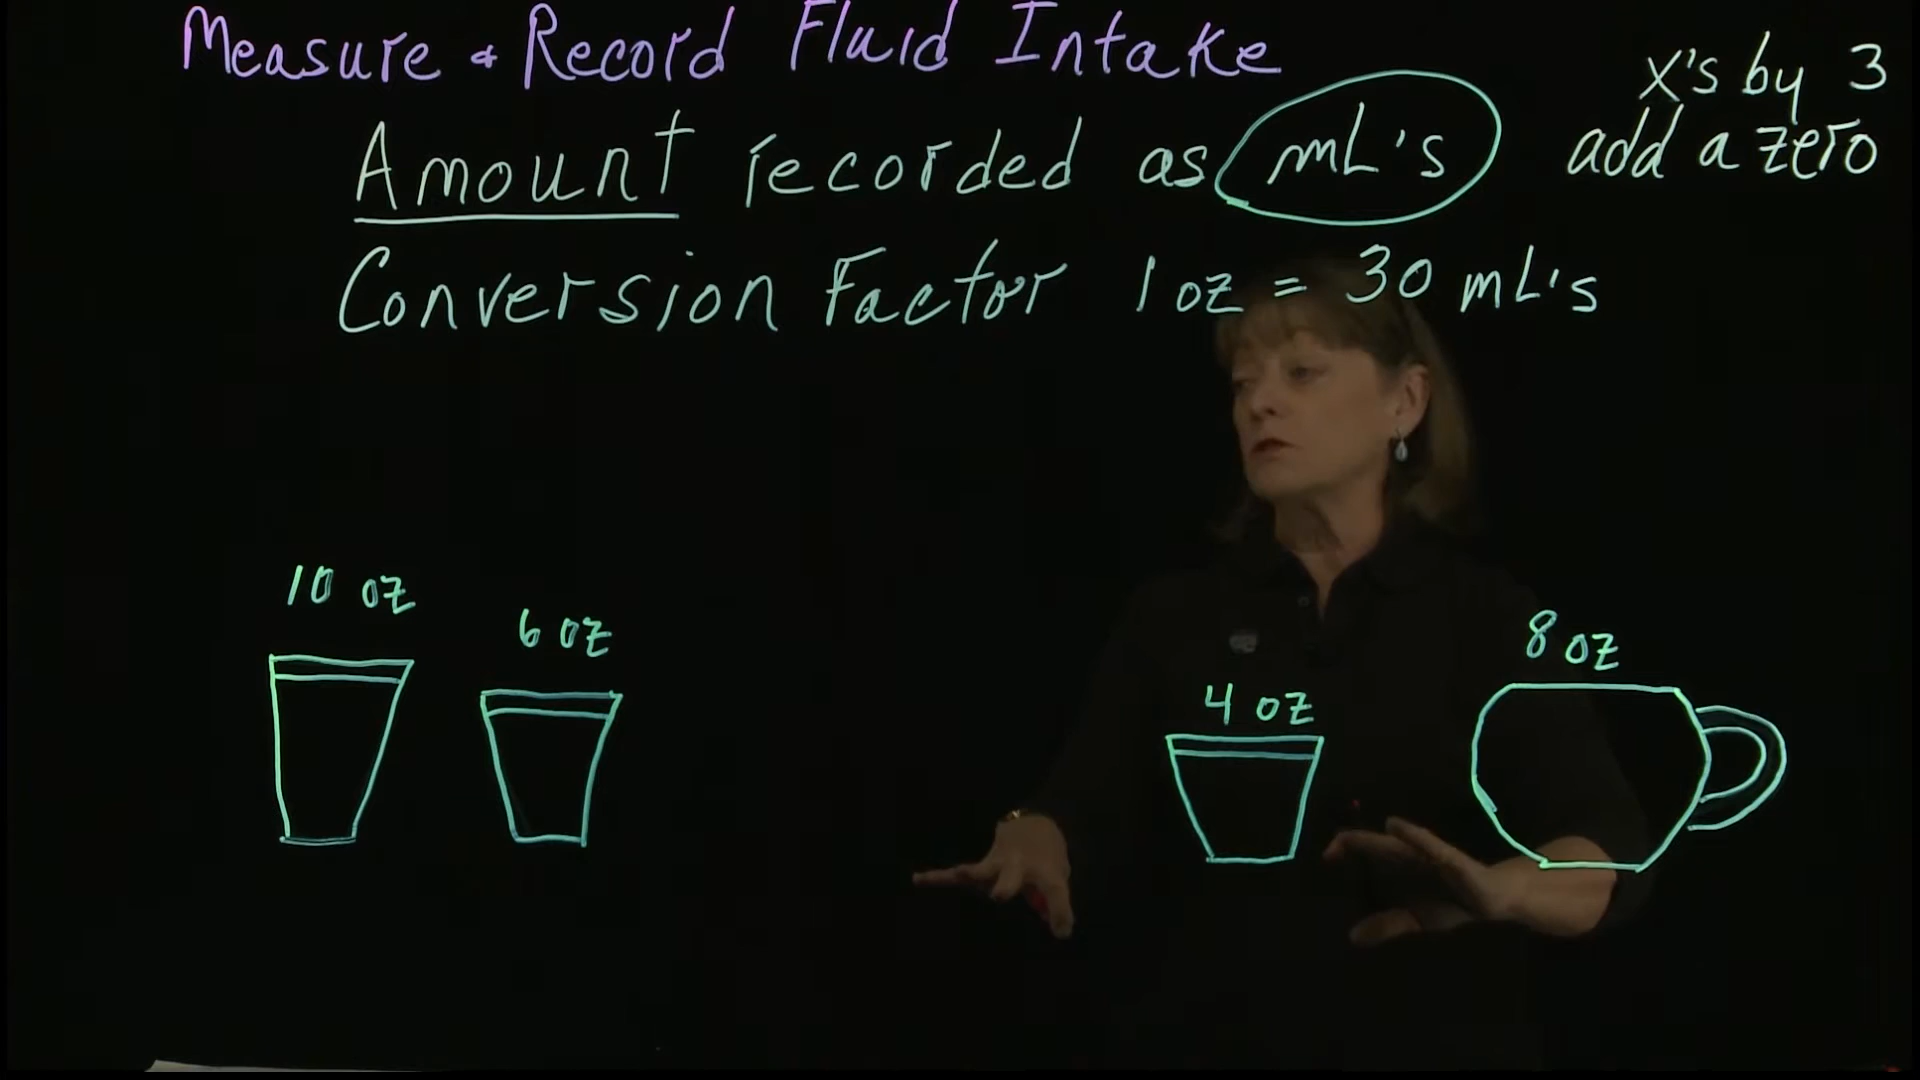 Measure & Record Fluid Intake
Amount recorded as mL's
x's by 3
add a zero
Conversion Factor 1 oz = 30 mL's
10 oz
6 oz
4 oz
8 oz